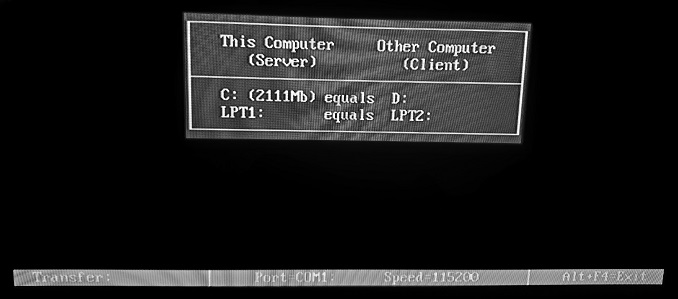 This Computer Other Computer
(Server) (Client)
C: (2111Mb) equals D:
LPT1: equals LPT2:
Transfer: Port=COM1: Speed=115200 Alt+F4=Exit